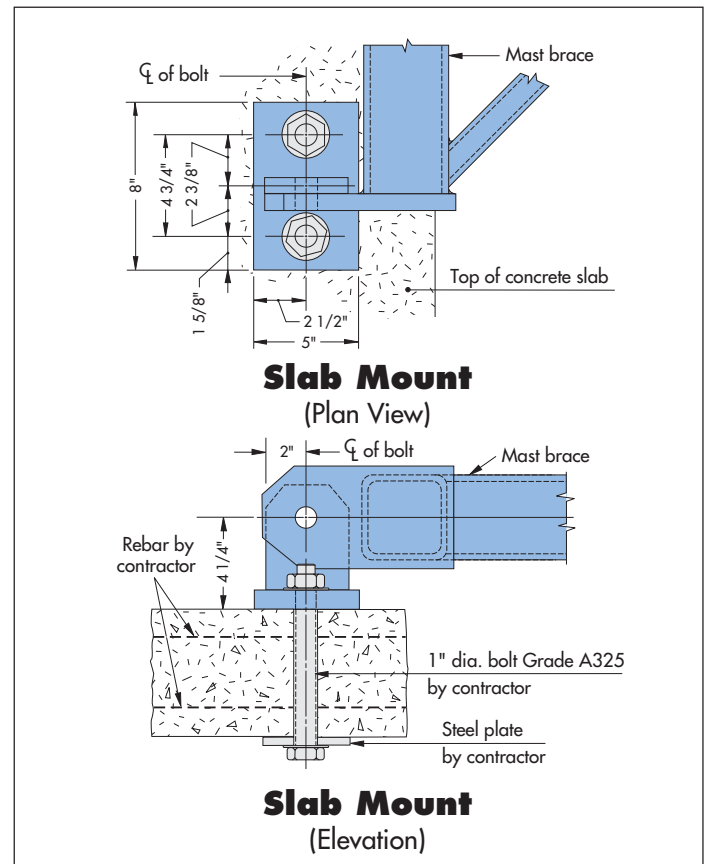 ℄ of bolt
Mast brace
8"
4 3/4"
2 3/8"
1 5/8"
2 1/2"
5"
Top of concrete slab
Slab Mount
(Plan View)
2"
℄ of bolt
Mast brace
Rebar by
contractor
4 1/4"
1" dia. bolt Grade A325
by contractor
Steel plate
by contractor
Slab Mount
(Elevation)